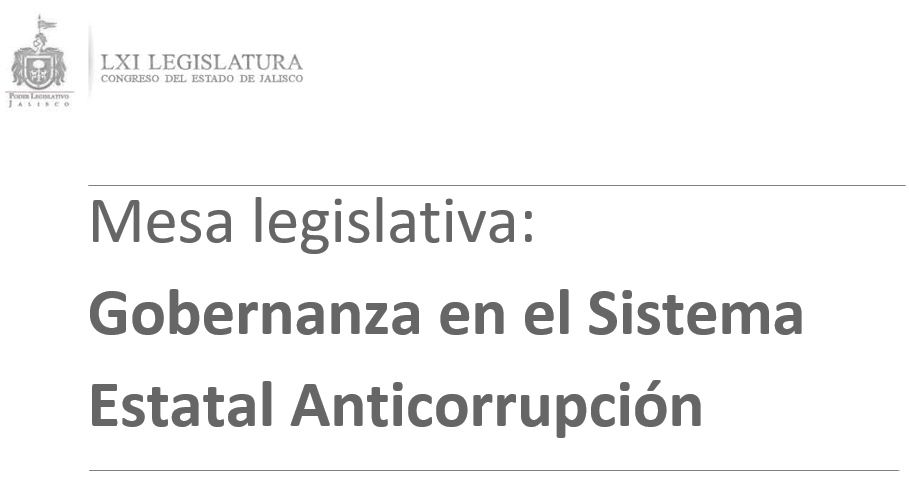 LXI LEGISLATURA
CONGRESO DEL ESTADO DE JALISCO
PODER LEGISLATIVO
JALISCO
Mesa legislativa:
Gobernanza en el Sistema
Estatal Anticorrupción